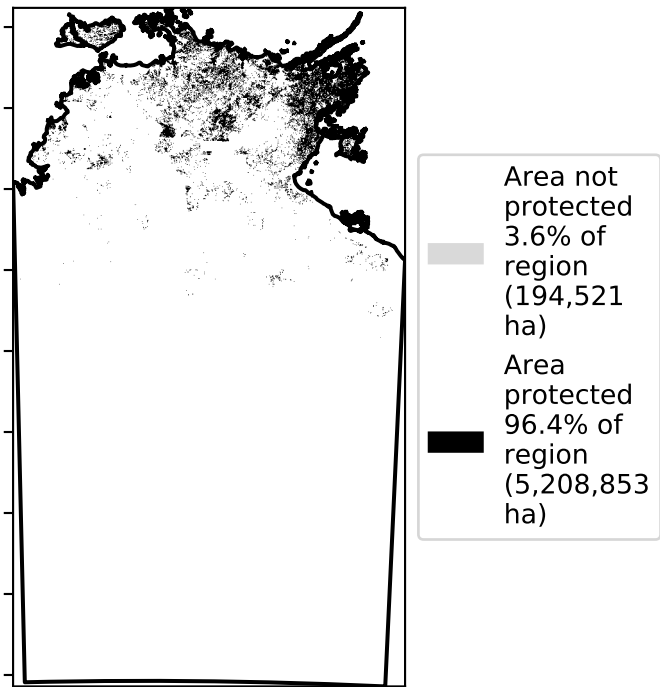 Area not
protected
3.6% of
region
(194,521
ha)
Area
protected
96.4% of
region
(5,208,853
ha)